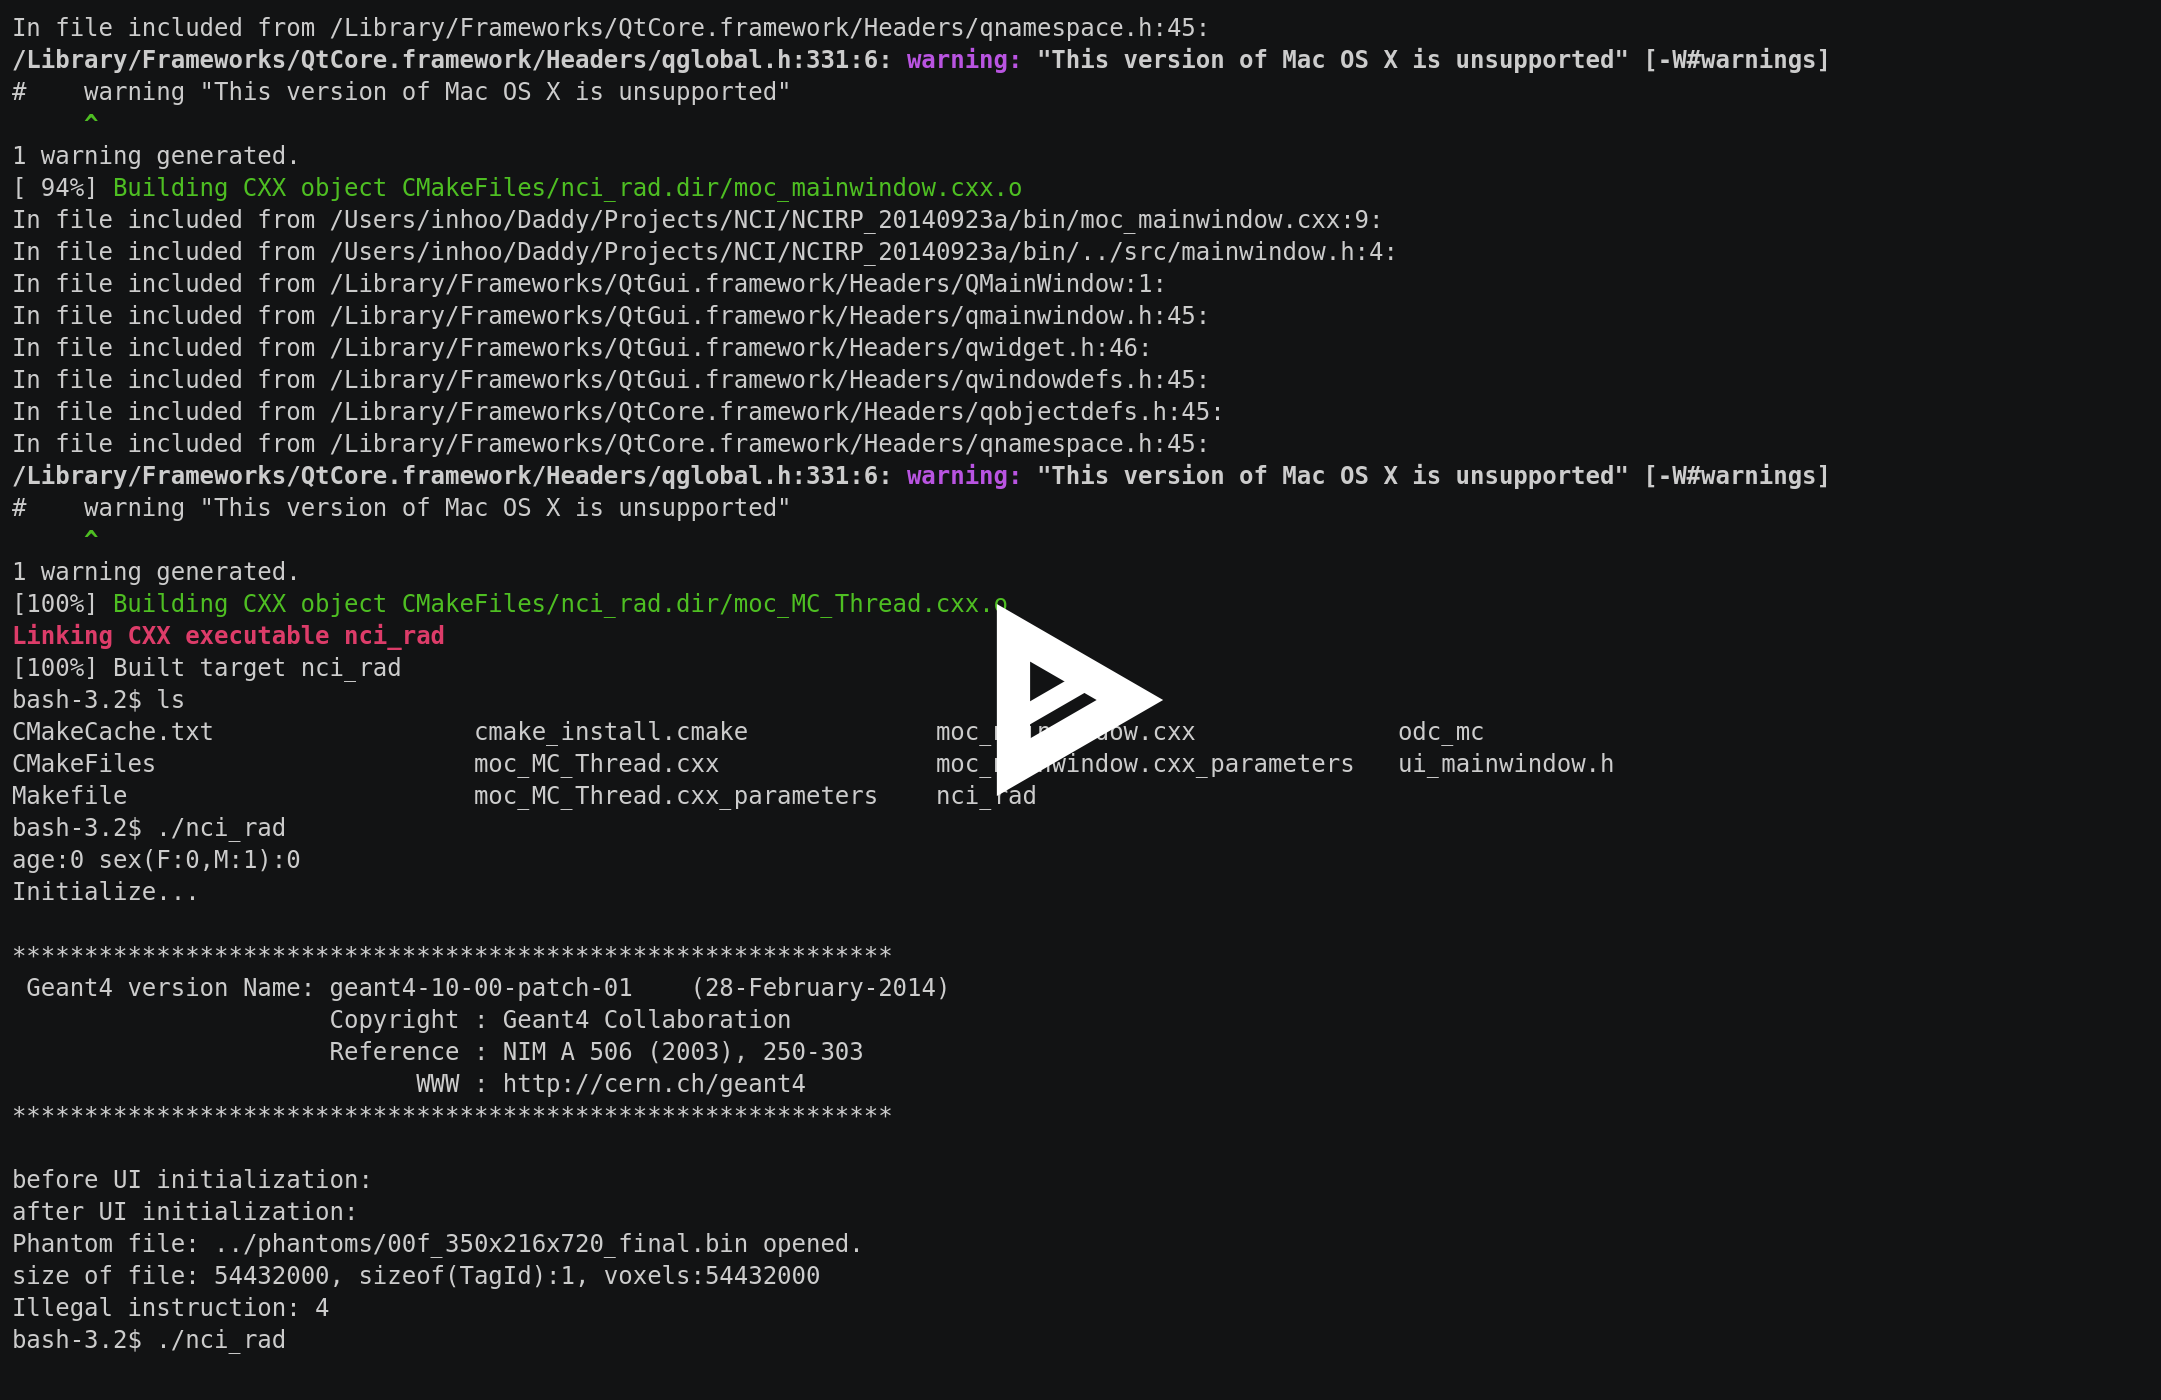 In file included from /Library/Frameworks/QtCore.framework/Headers/qnamespace.h:45:
/Library/Frameworks/QtCore.framework/Headers/qglobal.h:331:6: warning: "This version of Mac OS X is unsupported" [-W#warnings]
#    warning "This version of Mac OS X is unsupported"
     ^
1 warning generated.
[ 94%] Building CXX object CMakeFiles/nci_rad.dir/moc_mainwindow.cxx.o
In file included from /Users/inhoo/Daddy/Projects/NCI/NCIRP_20140923a/bin/moc_mainwindow.cxx:9:
In file included from /Users/inhoo/Daddy/Projects/NCI/NCIRP_20140923a/bin/../src/mainwindow.h:4:
In file included from /Library/Frameworks/QtGui.framework/Headers/QMainWindow:1:
In file included from /Library/Frameworks/QtGui.framework/Headers/qmainwindow.h:45:
In file included from /Library/Frameworks/QtGui.framework/Headers/qwidget.h:46:
In file included from /Library/Frameworks/QtGui.framework/Headers/qwindowdefs.h:45:
In file included from /Library/Frameworks/QtCore.framework/Headers/qobjectdefs.h:45:
In file included from /Library/Frameworks/QtCore.framework/Headers/qnamespace.h:45:
/Library/Frameworks/QtCore.framework/Headers/qglobal.h:331:6: warning: "This version of Mac OS X is unsupported" [-W#warnings]
#    warning "This version of Mac OS X is unsupported"
     ^
1 warning generated.
[100%] Building CXX object CMakeFiles/nci_rad.dir/moc_MC_Thread.cxx.o
Linking CXX executable nci_rad
[100%] Built target nci_rad
bash-3.2$ ls
CMakeCache.txt                  cmake_install.cmake             moc_mainwindow.cxx              odc_mc
CMakeFiles                      moc_MC_Thread.cxx               moc_mainwindow.cxx_parameters   ui_mainwindow.h
Makefile                        moc_MC_Thread.cxx_parameters    nci_rad
bash-3.2$ ./nci_rad
age:0 sex(F:0,M:1):0
Initialize...
*************************************************************
 Geant4 version Name: geant4-10-00-patch-01    (28-February-2014)
                      Copyright : Geant4 Collaboration
                      Reference : NIM A 506 (2003), 250-303
                            WWW : http://cern.ch/geant4
*************************************************************
before UI initialization:
after UI initialization:
Phantom file: ../phantoms/00f_350x216x720_final.bin opened.
size of file: 54432000, sizeof(TagId):1, voxels:54432000
Illegal instruction: 4
bash-3.2$ ./nci_rad